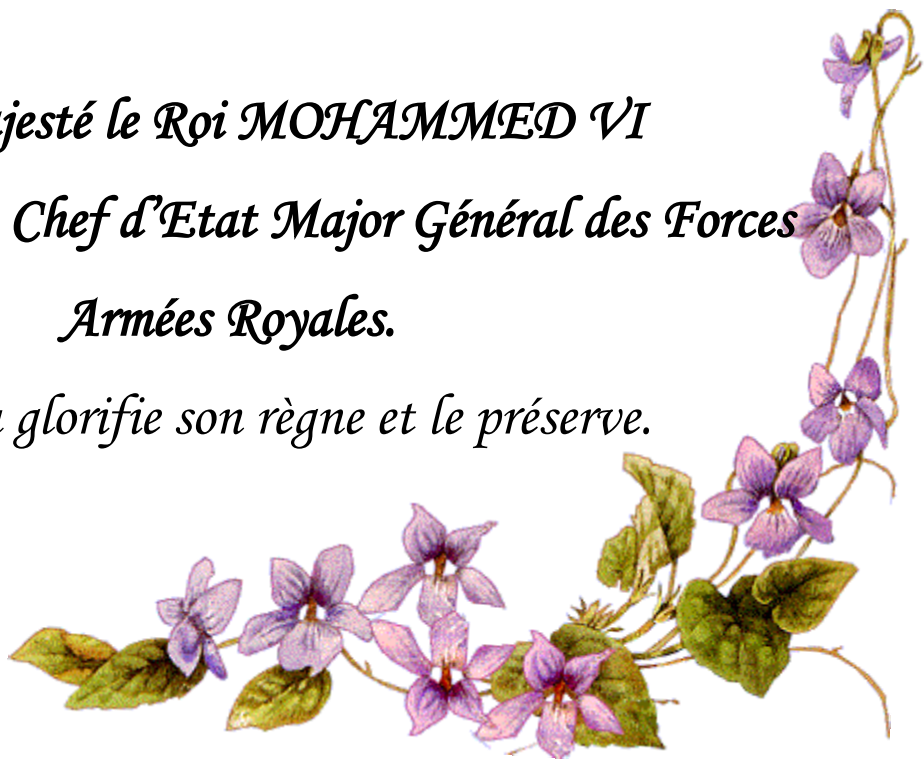 jesté le Roi MOHAMMED VI
Chef d’Etat Major Général des Forces
Armées Royales.
glorifie son règne et le préserve.